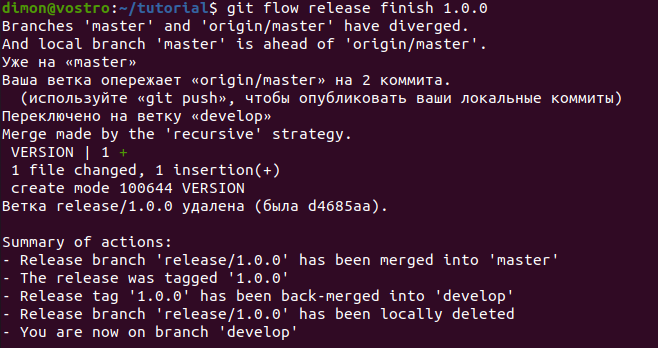 dimon@vostro:~/tutorial$ git flow release finish 1.0.0
Branches 'master' and 'origin/master' have diverged.
And local branch 'master' is ahead of 'origin/master'.
Уже на «master»
Ваша ветка опережает «origin/master» на 2 коммита.
  (используйте «git push», чтобы опубликовать ваши локальные коммиты)
Переключено на ветку «develop»
Merge made by the 'recursive' strategy.
 VERSION | 1 +
 1 file changed, 1 insertion(+)
 create mode 100644 VERSION
Ветка release/1.0.0 удалена (была d4685aa).

Summary of actions:
- Release branch 'release/1.0.0' has been merged into 'master'
- The release was tagged '1.0.0'
- Release tag '1.0.0' has been back-merged into 'develop'
- Release branch 'release/1.0.0' has been locally deleted
- You are now on branch 'develop'